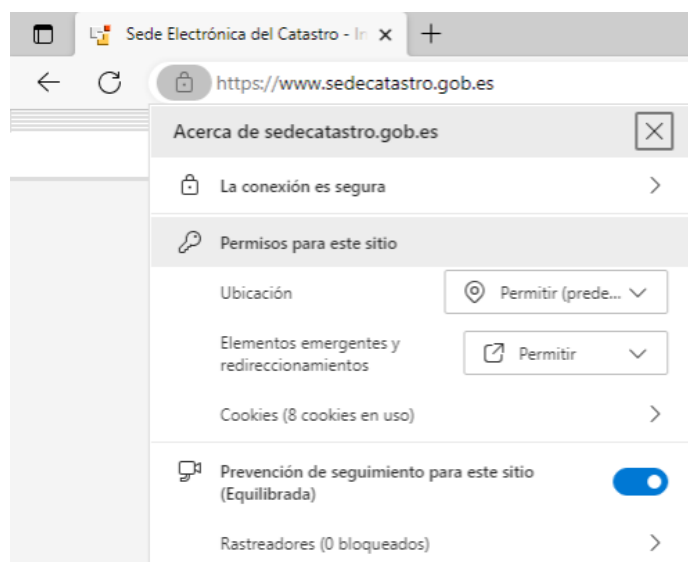 Sede Electrónica del Catastro - In
https://www.sedecatastro.gob.es
Acerca de sedecatastro.gob.es
La conexión es segura
Permisos para este sitio
Ubicación
Permitir (prede...
Elementos emergentes y
redireccionamientos
Permitir
Cookies (8 cookies en uso)
Prevención de seguimiento para este sitio
(Equilibrada)
Rastreadores (0 bloqueados)